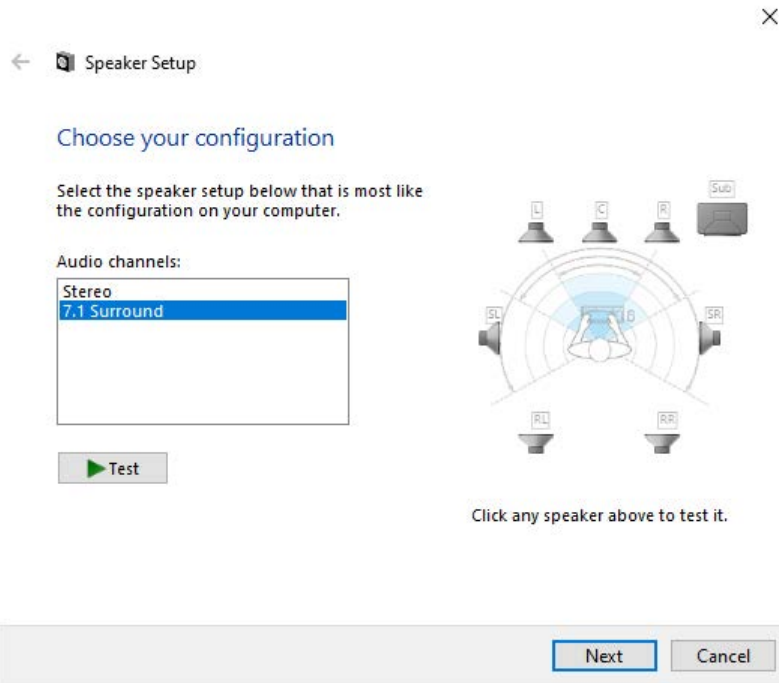 Speaker Setup
Choose your configuration
Select the speaker setup below that is most like
the configuration on your computer.
Audio channels:
Stereo
7.1 Surround
Test
L
C
R
Sub
SL
SR
RL
RR
Click any speaker above to test it.
Next
Cancel